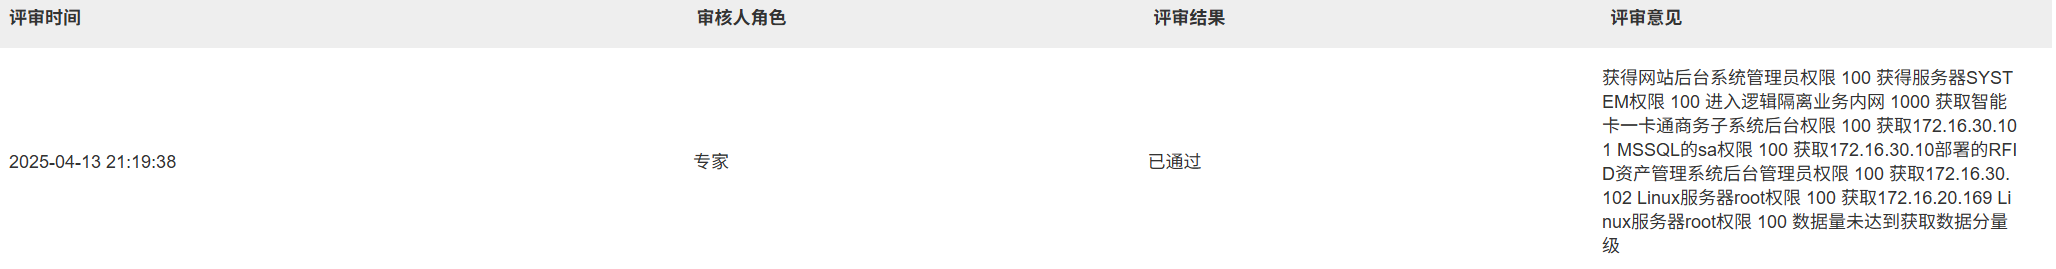 评审时间 审核人角色 评审结果 评审意见
2025-04-13 21:19:38 专家 已通过
获得网站后台系统管理员权限 100 获得服务器SYST
EM权限 100 进入逻辑隔离业务内网 1000 获取智能
卡一卡通商务子系统后台权限 100 获取172.16.30.10
1 MSSQL的sa权限 100 获取172.16.30.10部署的RFI
D资产管理系统后台管理员权限 100 获取172.16.30.
102 Linux服务器root权限 100 获取172.16.20.169 Li
nux服务器root权限 100 数据量未达到获取数据分量
级